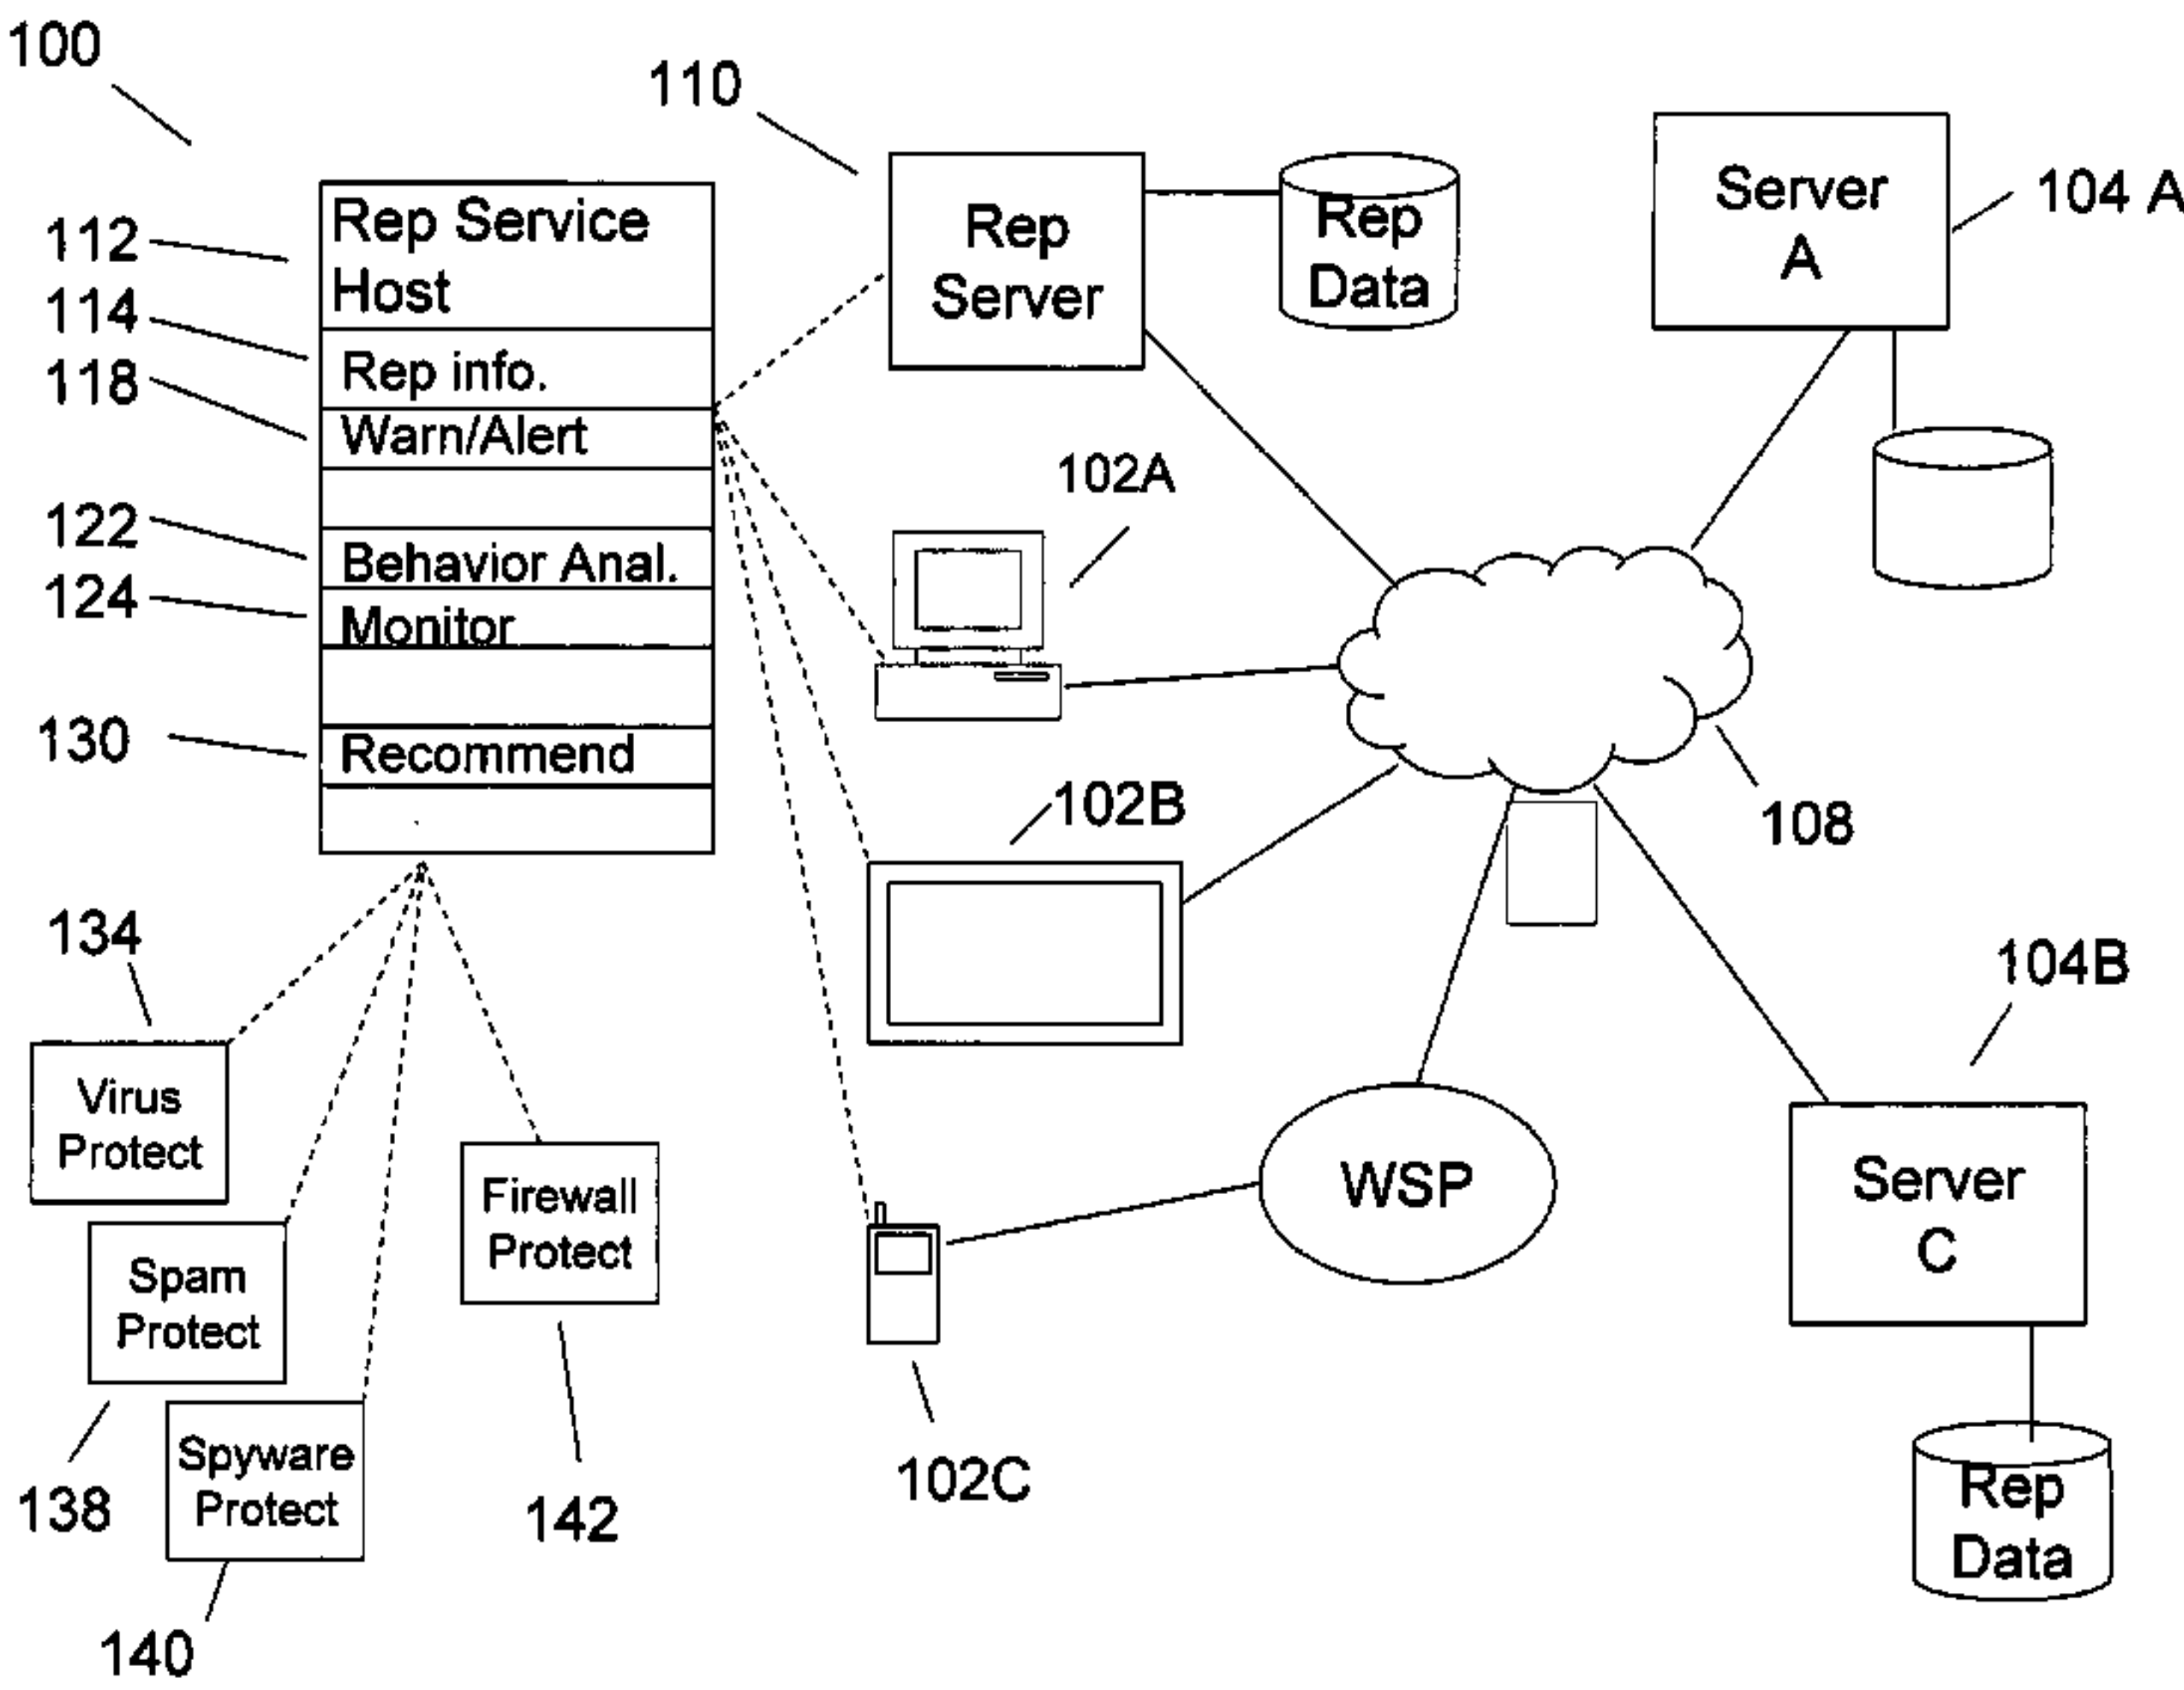 100
110
Rep Service
Host
112
114
118
Rep info.
Warn/Alert
122
Behavior Anal.
124
Monitor
130
Recommend
Rep
Server
Rep
Data
Server
A
104 A
102A
102B
108
134
Virus
Protect
Spam
Protect
138
Spyware
Protect
140
Firewall
Protect
142
102C
WSP
104B
Server
C
Rep
Data